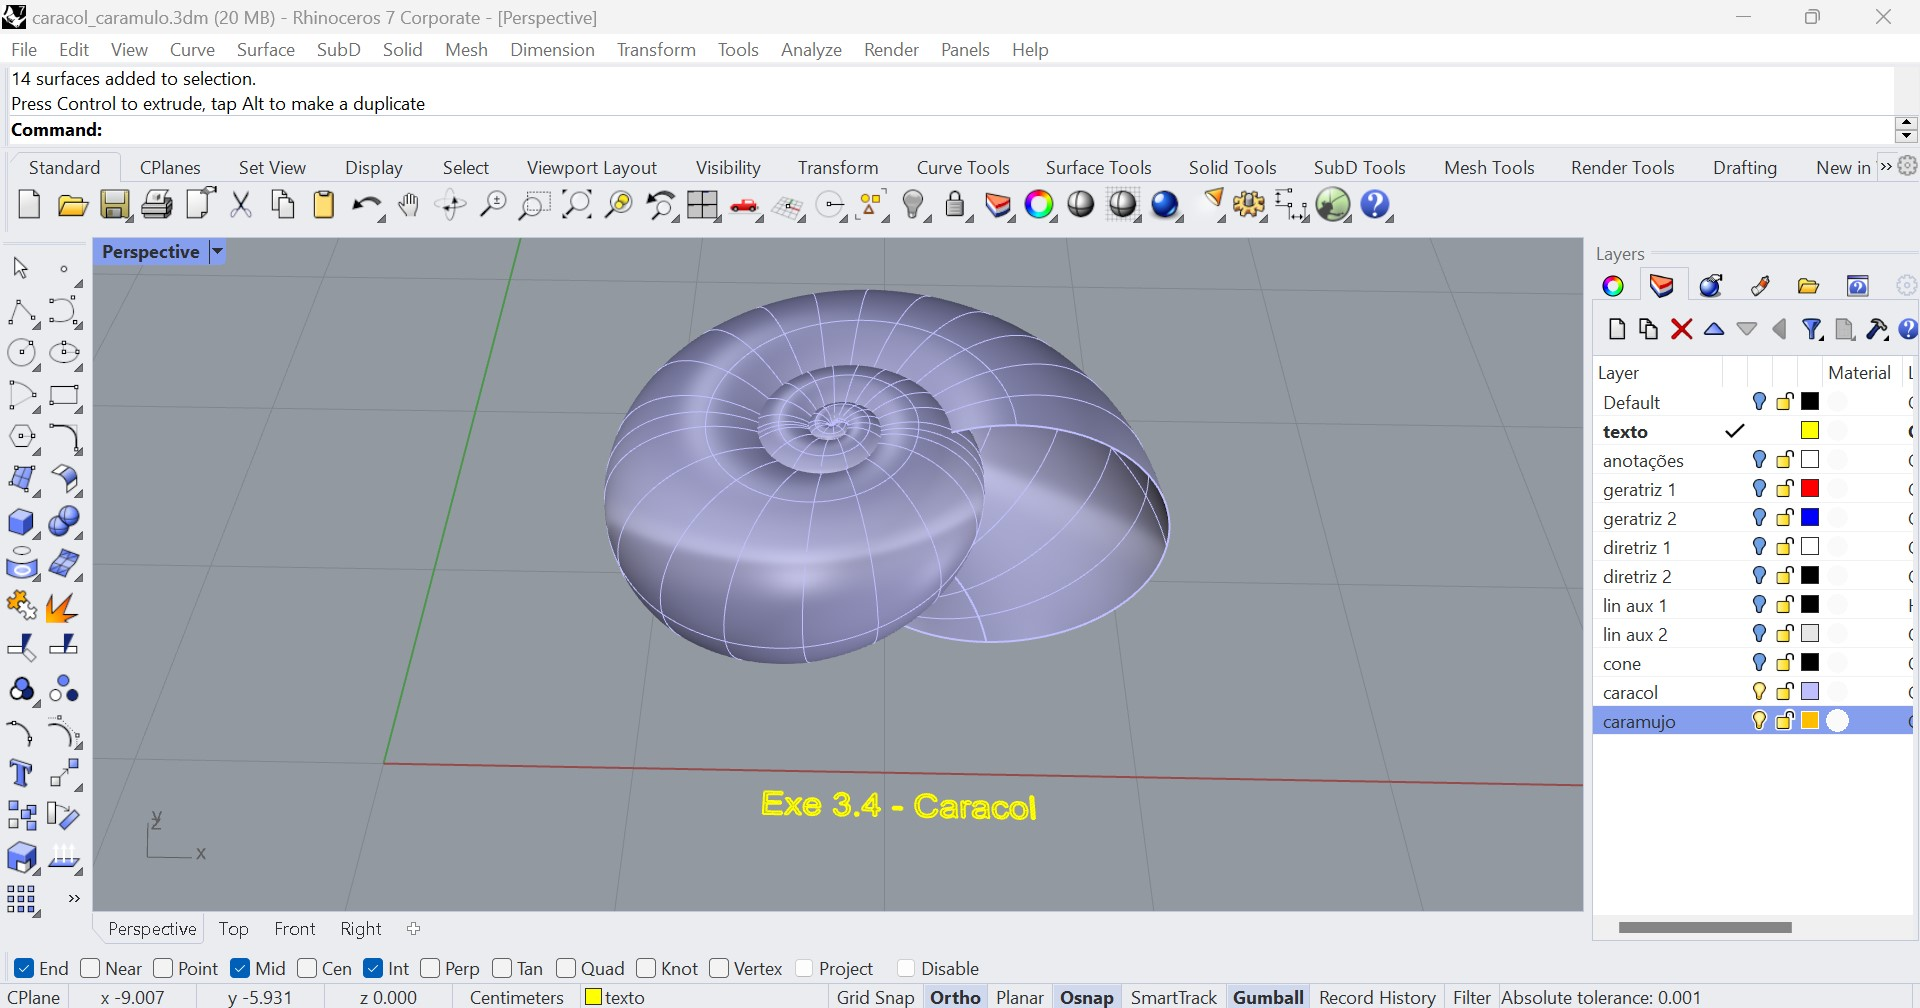 caracol_caramulo.3dm (20 MB) - Rhinoceros 7 Corporate - [Perspective]
File Edit View Curve Surface SubD Solid Mesh Dimension Transform Tools Analyze Render Panels Help
14 surfaces added to selection.
Press Control to extrude, tap Alt to make a duplicate
Command:
Standard CPlanes Set View Display Select Viewport Layout Visibility Transform Curve Tools Surface Tools Solid Tools SubD Tools Mesh Tools Render Tools Drafting New in
Perspective
Layers
Layer Material
Default
texto
anotações
geratriz 1
geratriz 2
diretriz 1
diretriz 2
lin aux 1
lin aux 2
cone
caracol
caramujo
Exe 3.4 - Caracol
y
z
x
Perspective Top Front Right
End Near Point Mid Cen Int Perp Tan Quad Knot Vertex Project Disable
CPlane x -9.007 y -5.931 z 0.000 Centimeters texto Grid Snap Ortho Planar Osnap SmartTrack Gumball Record History Filter Absolute tolerance: 0.001